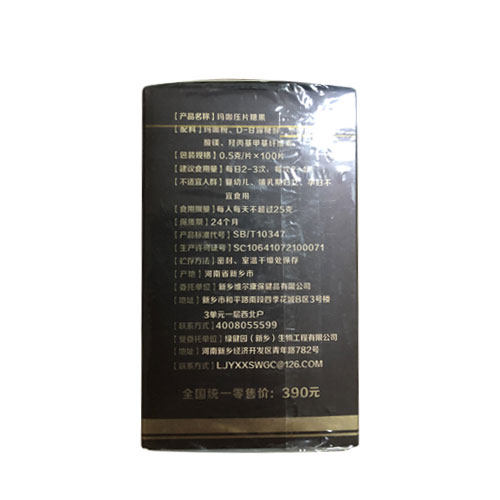 【产品名称】玛咖压片糖果
【配料】玛咖粉、D-甘露糖醇、
酸镁、羟丙基甲基纤维
【包装规格】0.5克/片×100片
【建议食用量】每日2-3次，每次2-4
【不适宜人群】婴幼儿、哺乳期妇女、孕妇不
宜食用
【食用限量】每人每天不超过25克
【保质期】24个月
【产品标准代号】SB/T10347
【生产许可证号】SC10641072100071
【贮存方法】密封、室温干燥处保存
【产地】河南省新乡市
【委托单位】新乡维尔康保健品有限公司
【地址】新乡市和平路南段四季花城B区3号楼
3单元一层西北户
【联系方式】4008055599
【受委托单位】绿健园（新乡）生物工程有限公司
【地址】河南新乡经济开发区青年路782号
【联系方式】LJYXXSWGC@126.COM
全国统一零售价：390元